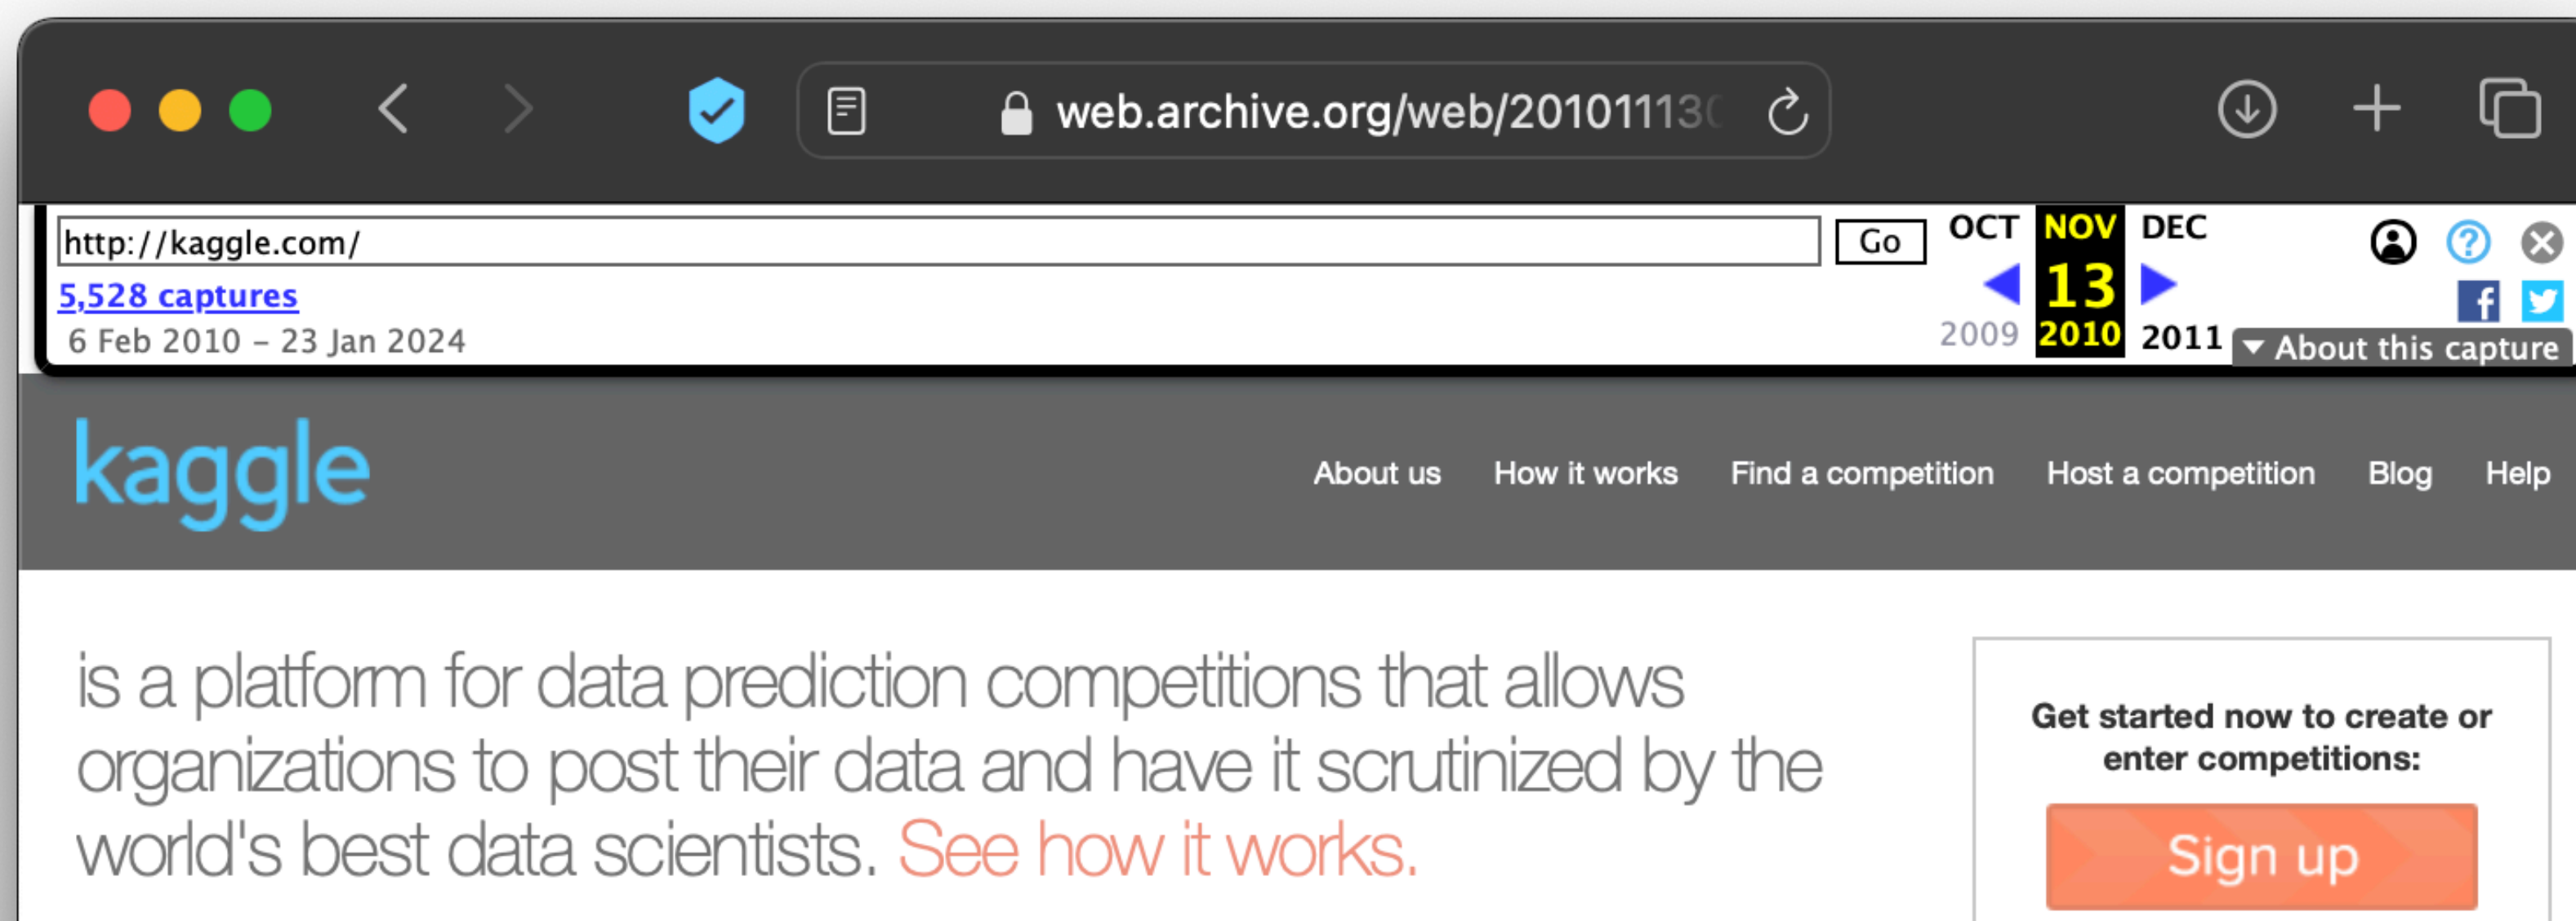 web.archive.org/web/201011130
http://kaggle.com/
Go
OCT NOV DEC
5,528 captures
13
6 Feb 2010 – 23 Jan 2024
2009 2010 2011
f
About this capture
kaggle
About us How it works Find a competition Host a competition Blog Help
is a platform for data prediction competitions that allows
organizations to post their data and have it scrutinized by the
world's best data scientists. See how it works.
Get started now to create or
enter competitions:
Sign up